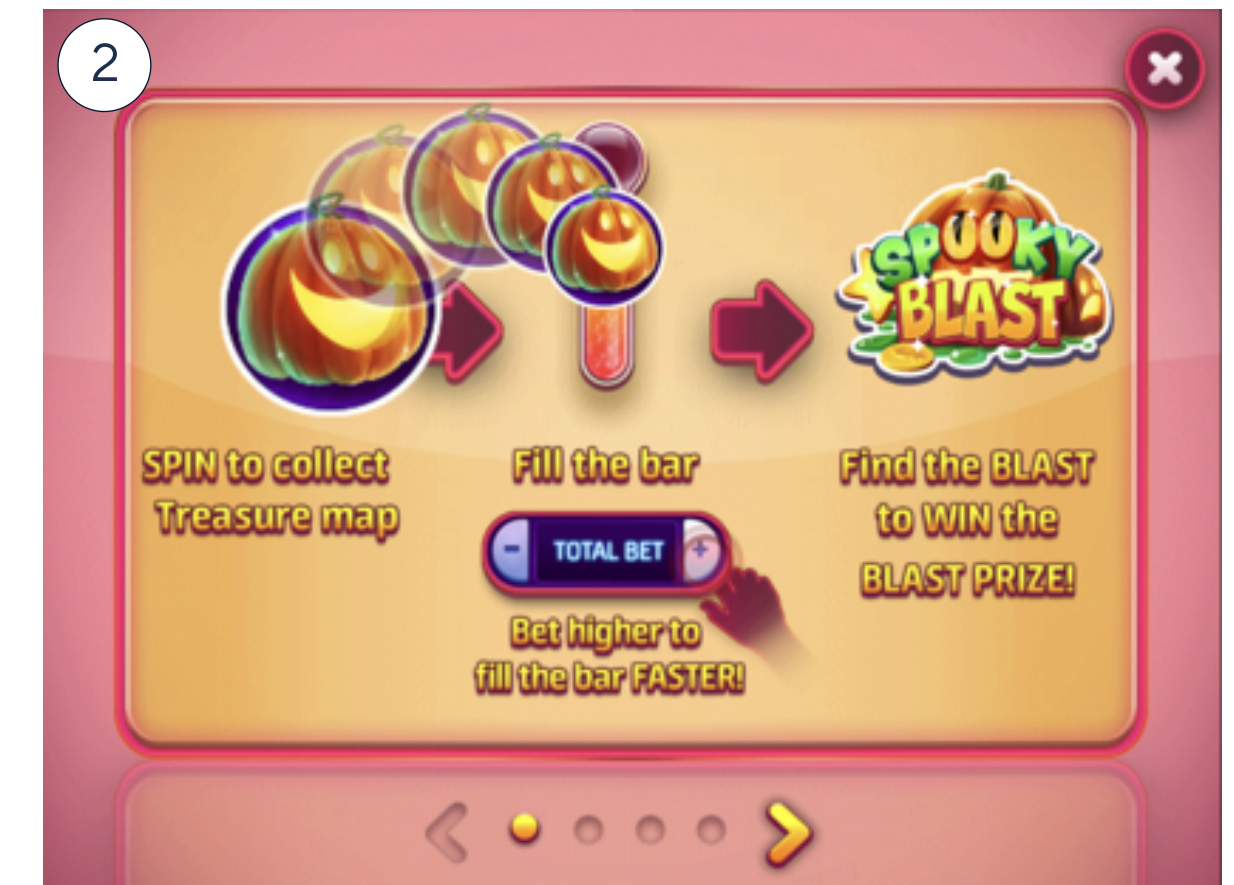 2
SPOOKY
BLAST
SPIN to collect
Treasure map
Fill the bar
- TOTAL BET +
Bet higher to
fill the bar FASTER!
Find the BLAST
to WIN the
BLAST PRIZE!